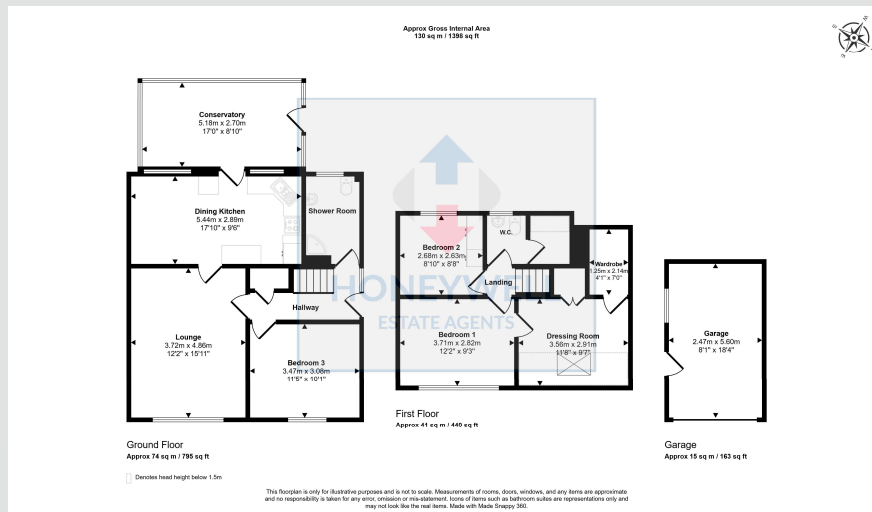 Approx Gross Internal Area
130 sq m / 1398 sq ft
Conservatory
5.18m x 2.70m
17'0" x 8'10"
Dining Kitchen
5.44m x 2.89m
17'10" x 9'6"
Shower Room
Hallway
Lounge
3.72m x 4.86m
12'2" x 15'11"
Bedroom 3
3.47m x 3.08m
11'5" x 10'1"
Ground Floor
Approx 74 sq m / 795 sq ft
Denotes head height below 1.5m
W.C.
Bedroom 2
2.68m x 2.63m
8'10" x 8'8"
Landing
Wardrobe
1.25m x 2.14m
4'1" x 7'0"
Bedroom 1
3.71m x 2.82m
12'2" x 9'3"
Dressing Room
3.56m x 2.91m
11'8" x 9'7"
First Floor
Approx 41 sq m / 440 sq ft
Garage
2.47m x 5.60m
8'1" x 18'4"
Garage
Approx 15 sq m / 163 sq ft
HONEYWELL
ESTATE AGENTS
N
E
S
W
This floorplan is only for illustrative purposes and is not to scale. Measurements of rooms, doors, windows, and any items are approximate
and no responsibility is taken for any error, omission or mis-statement. Icons of items such as bathroom suites are representations only and
may not look like the real items. Made with Made Snappy 360.